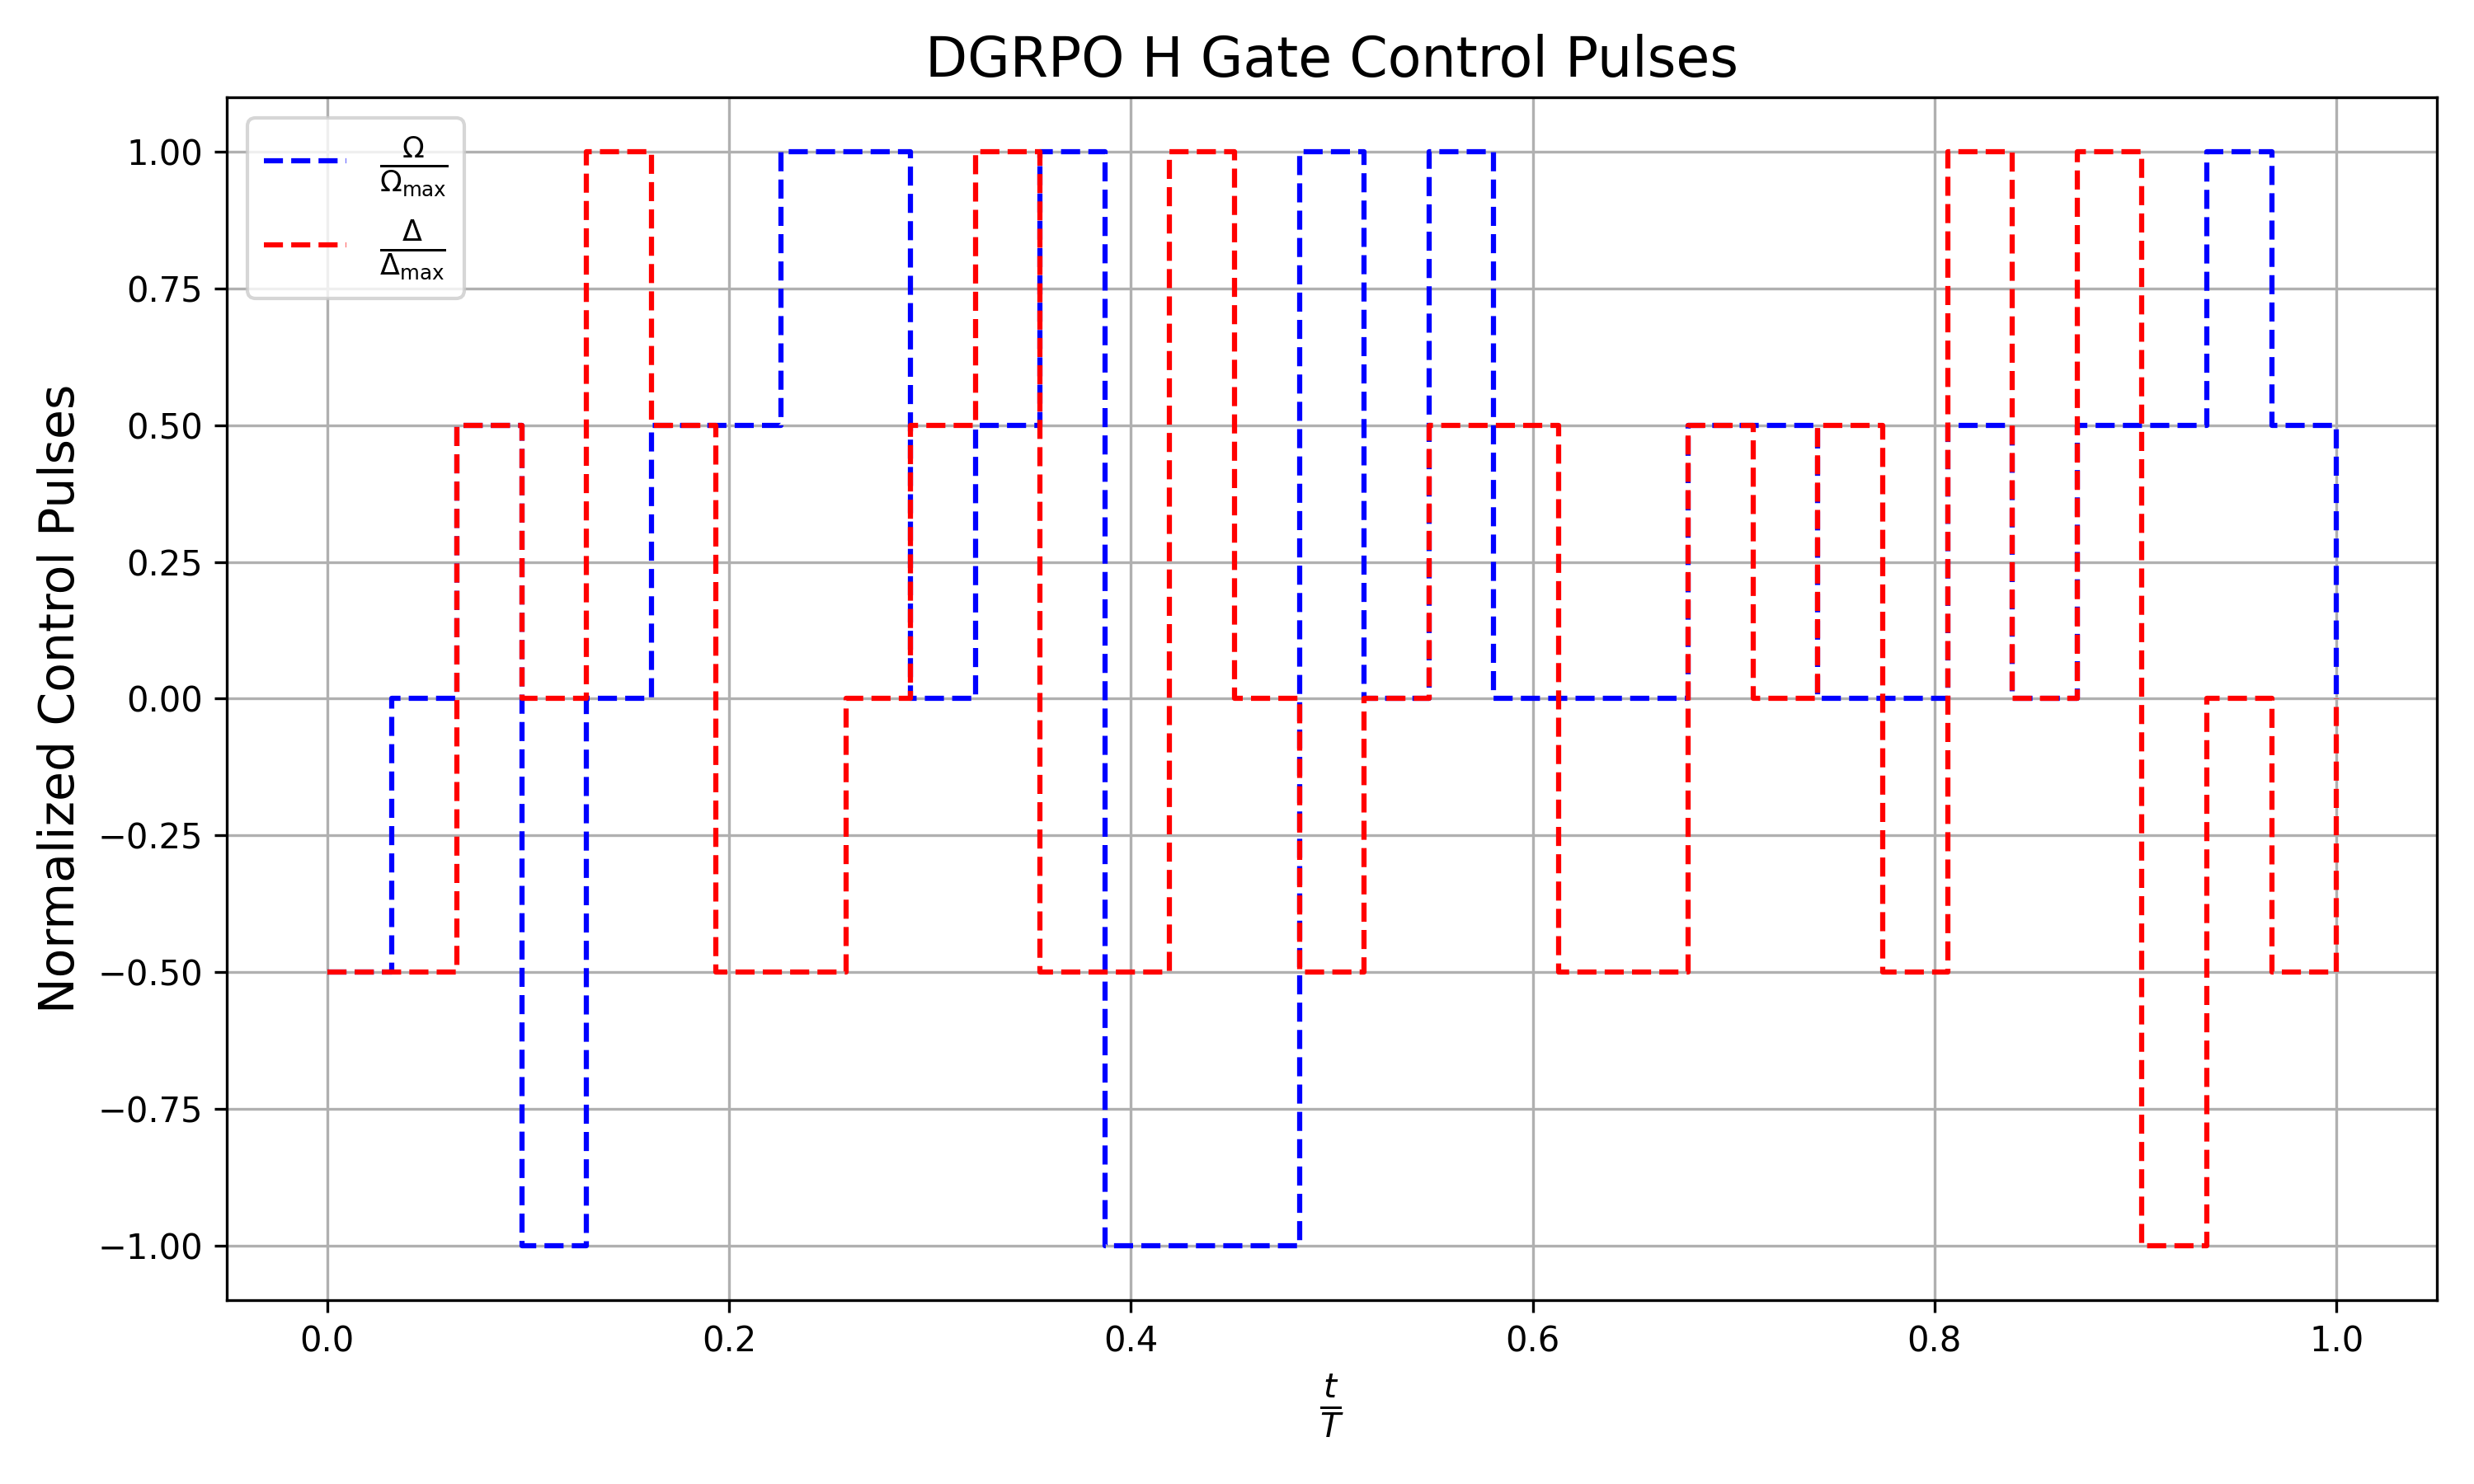 DGRPO H Gate Control Pulses
Ω
Ωmax
Δ
Δmax
Normalized Control Pulses
1.00
0.75
0.50
0.25
0.00
−0.25
−0.50
−0.75
−1.00
0.0 0.2 0.4 0.6 0.8 1.0
t
T